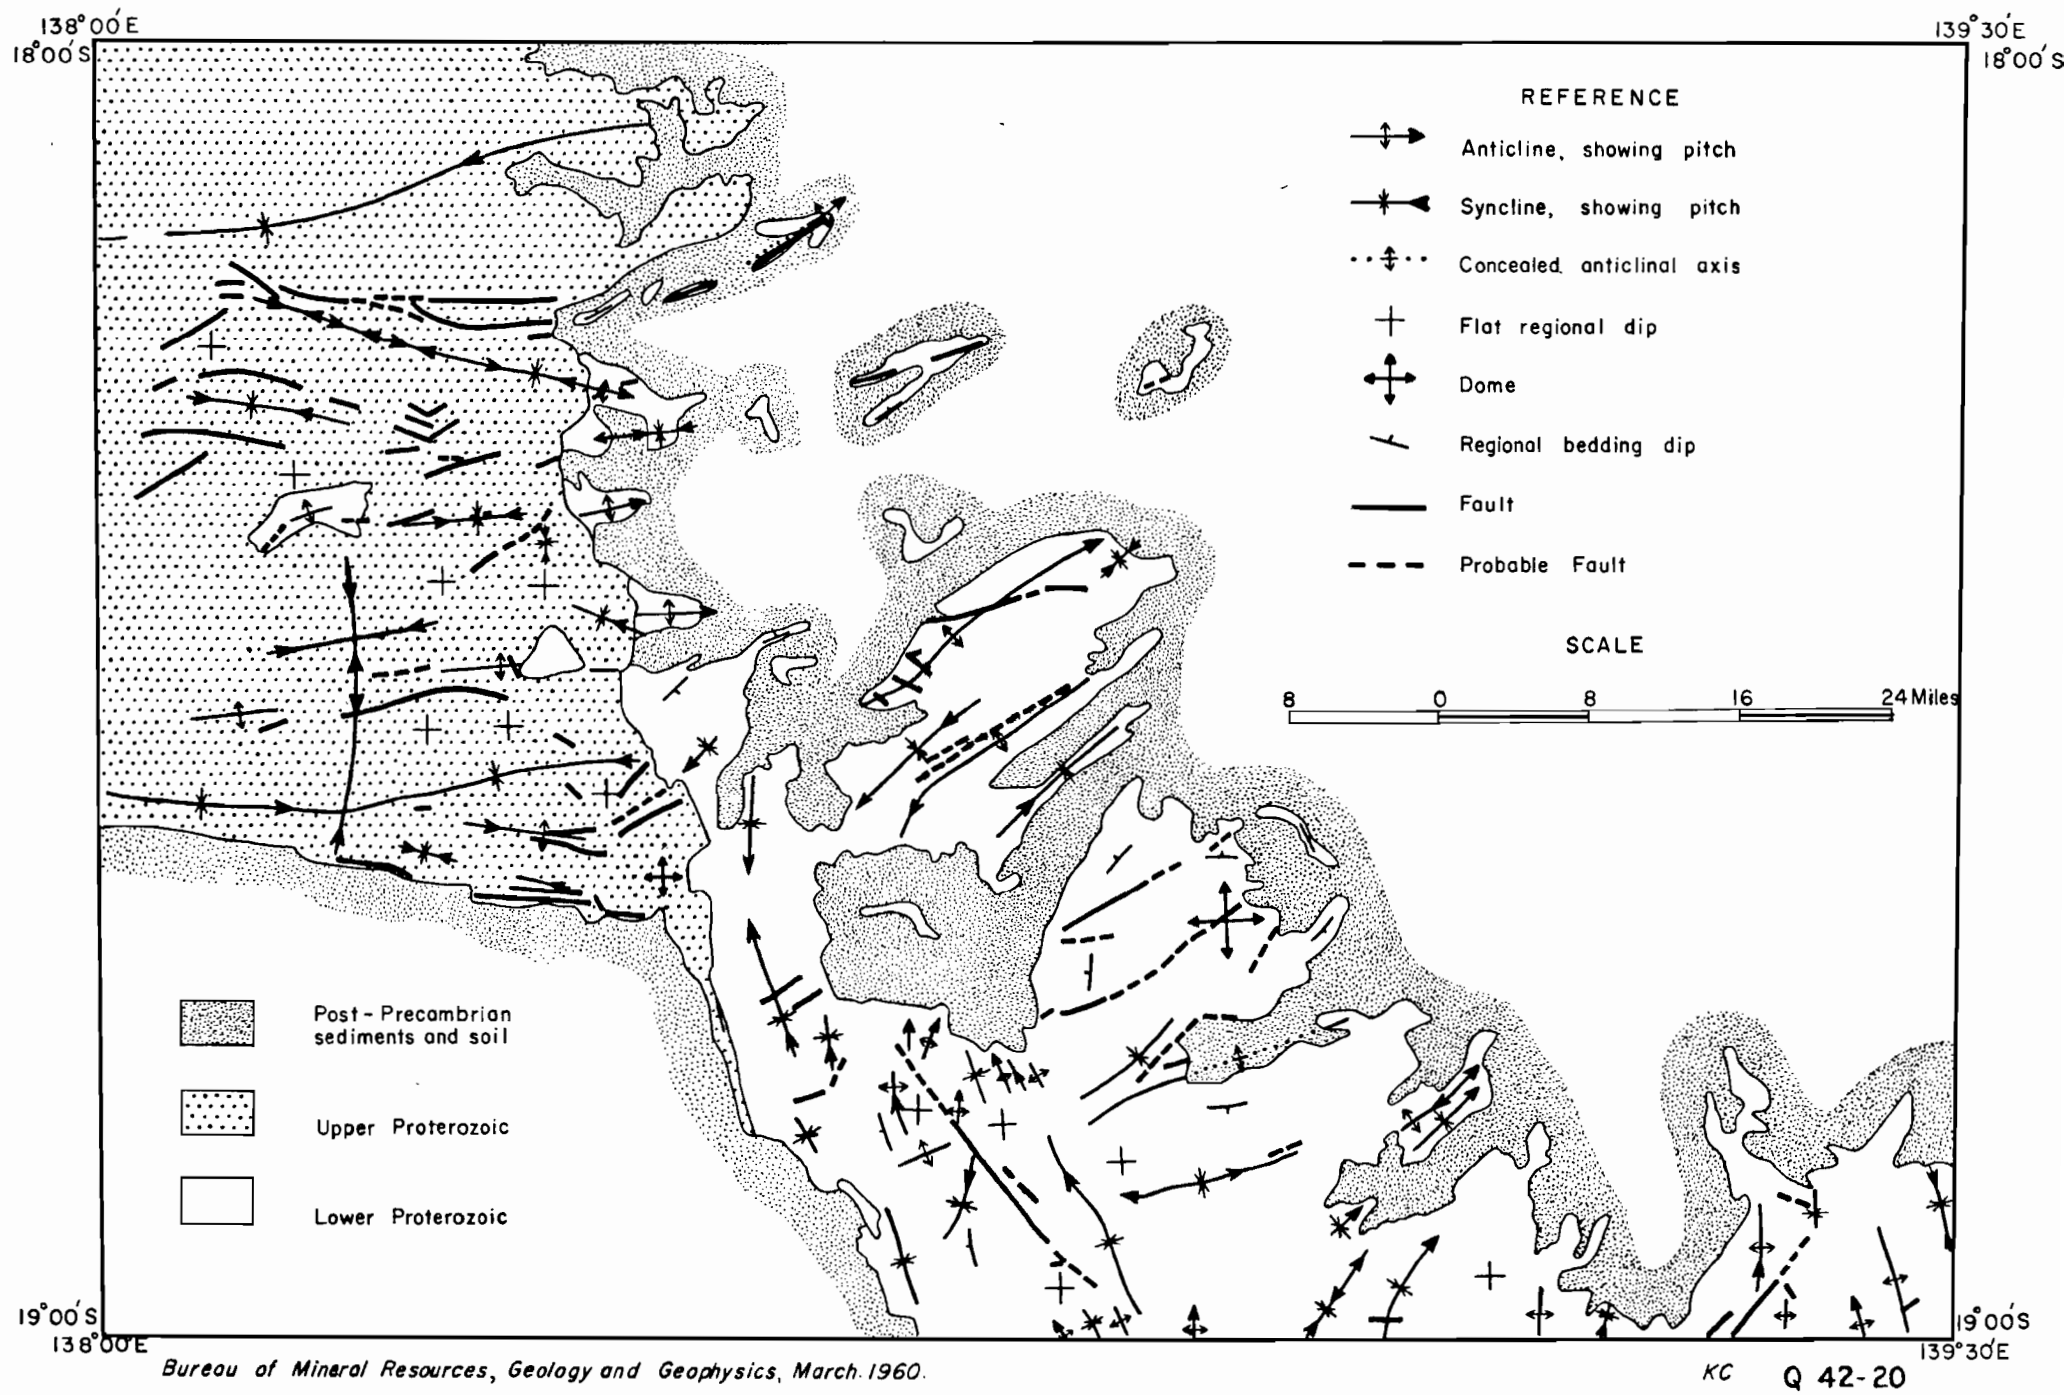 138°00'E
139°30'E
18°00'S
18°00'S
REFERENCE
Anticline, showing pitch
Syncline, showing pitch
Concealed anticlinal axis
Flat regional dip
Dome
Regional bedding dip
Fault
Probable Fault
SCALE
8 0 8 16 24 Miles
Post-Precambrian
sediments and soil
Upper Proterozoic
Lower Proterozoic
19°00'S
19°00'S
138°00'E
139°30'E
Bureau of Mineral Resources, Geology and Geophysics, March.1960.
KC Q 42-20